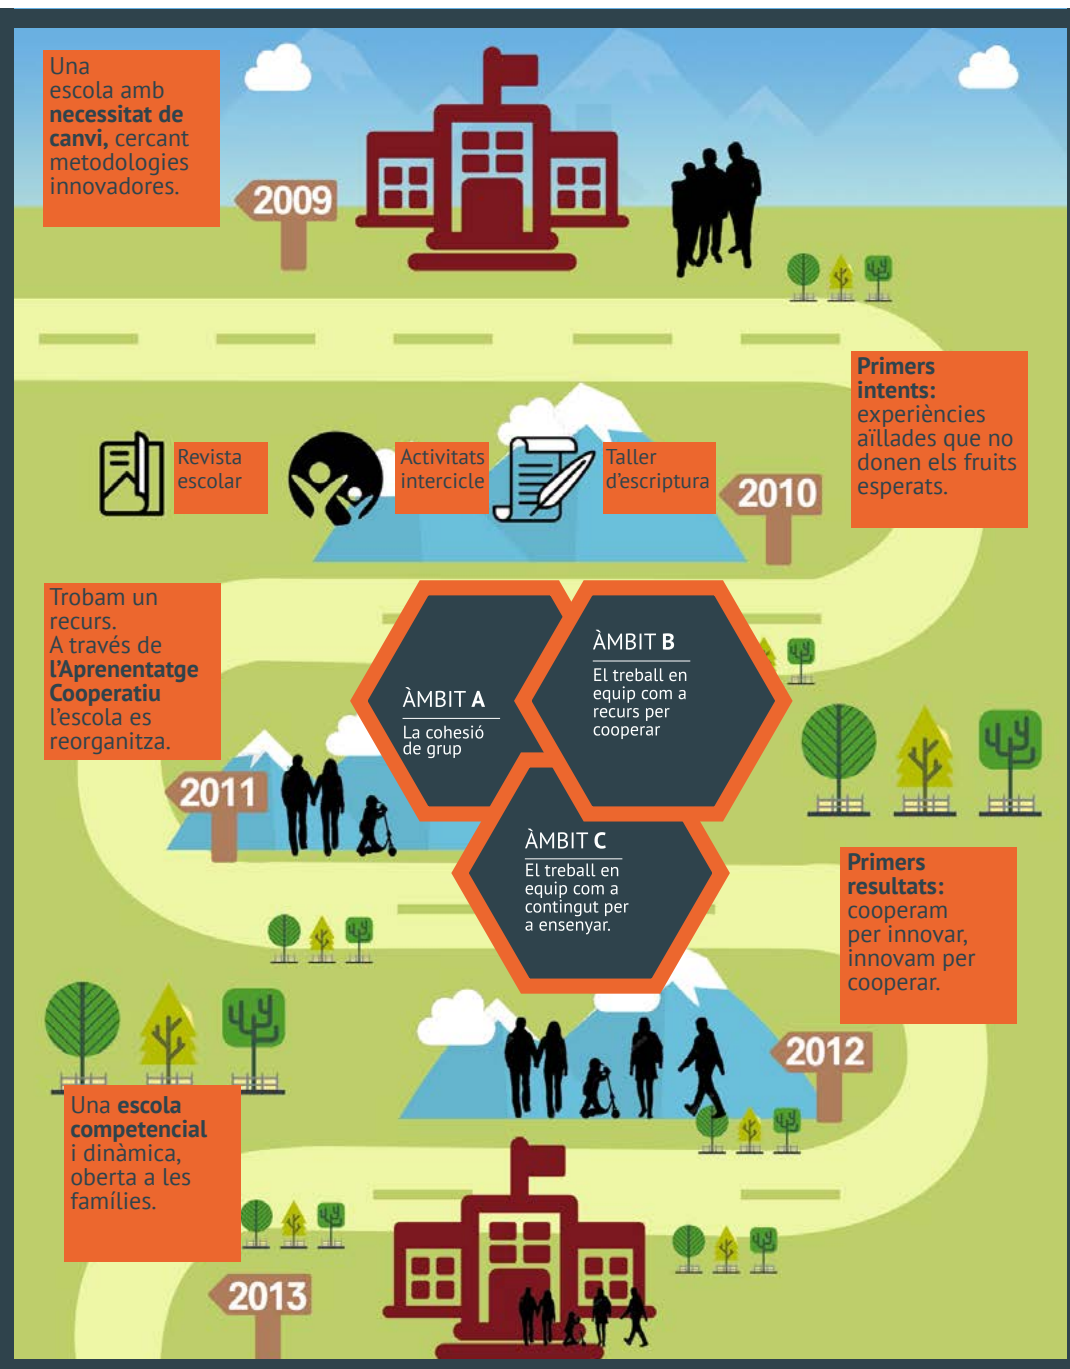 Una
escola amb
necessitat de
canvi, cercant
metodologies
innovadores.
2009
Primers
intents:
experiències
aïllades que no
donen els fruits
esperats.
Revista
escolar
Activitats
intercicle
Taller
d'escriptura
2010
Trobam un
recurs.
A través de
l'Aprenentatge
Cooperatiu
l'escola es
reorganitza.
2011
ÀMBIT A
La cohesió
de grup
ÀMBIT B
El treball en
equip com a
recurs per
cooperar
ÀMBIT C
El treball en
equip com a
contingut per
a ensenyar.
Primers
resultats:
cooperam
per innovar,
innovam per
cooperar.
2012
Una escola
competencial
i dinàmica,
oberta a les
famílies.
2013